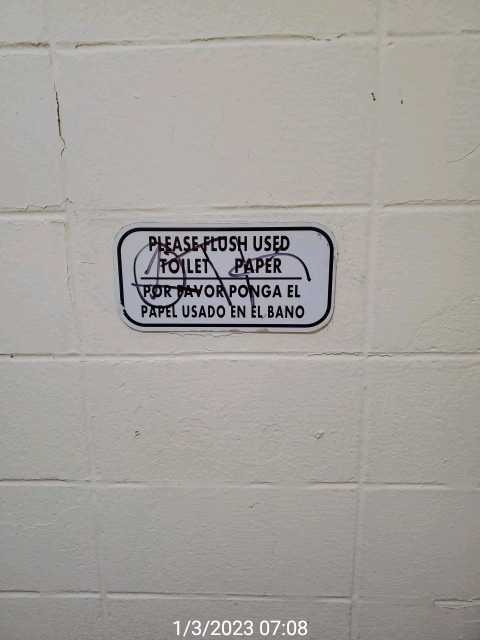 PLEASE FLUSH USED
TOILET PAPER
POR FAVOR PONGA EL
PAPEL USADO EN EL BANO
1/3/2023 07:08